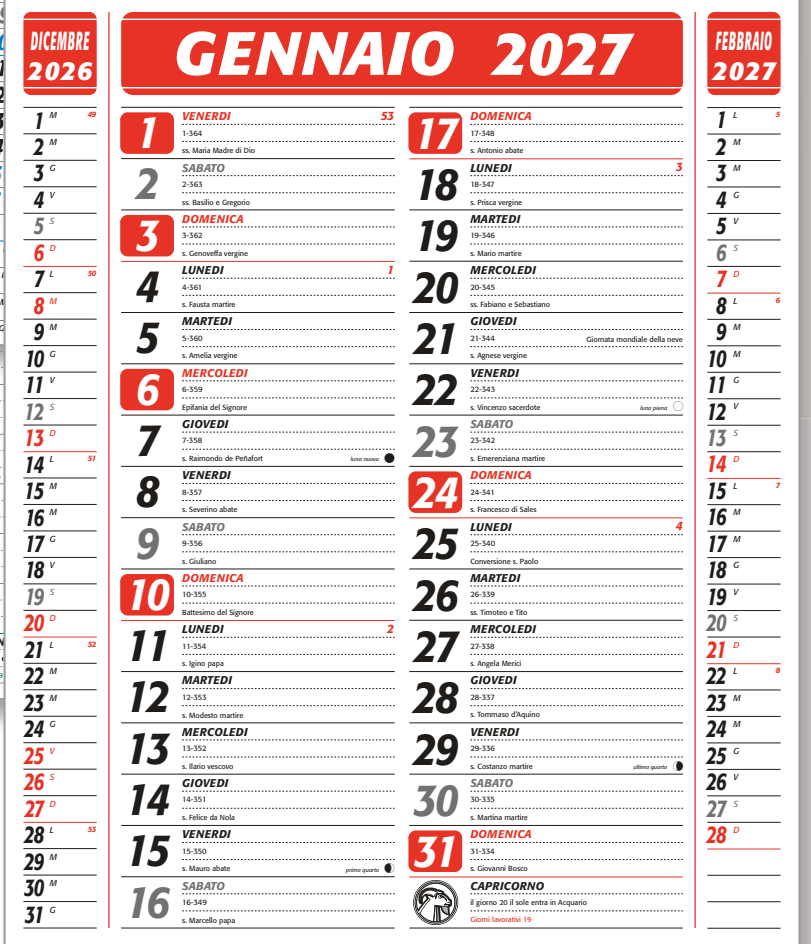 DICEMBRE
2026
1 M 49
2 M
3 G
4 V
5 S
6 D
7 L 50
8 M
9 M
10 G
11 V
12 S
13 D
14 L 51
15 M
16 M
17 G
18 V
19 S
20 D
21 L 52
22 M
23 M
24 G
25 V
26 S
27 D
28 L 53
29 M
30 M
31 G
GENNAIO 2027
1 VENERDI 53
1-364
ss. Maria Madre di Dio
2 SABATO
2-363
ss. Basilio e Gregorio
3 DOMENICA
3-362
s. Genoveffa vergine
4 LUNEDI 1
4-361
s. Fausta martire
5 MARTEDI
5-360
s. Amelia vergine
6 MERCOLEDI
6-359
Epifania del Signore
7 GIOVEDI
7-358
s. Raimondo de Peñafort luna nuova
8 VENERDI
8-357
s. Severino abate
9 SABATO
9-356
s. Giuliano
10 DOMENICA
10-355
Battesimo del Signore
11 LUNEDI 2
11-354
s. Igino papa
12 MARTEDI
12-353
s. Modesto martire
13 MERCOLEDI
13-352
s. Ilario vescovo
14 GIOVEDI
14-351
s. Felice da Nola
15 VENERDI
15-350
s. Mauro abate primo quarto
16 SABATO
16-349
s. Marcello papa
17 DOMENICA
17-348
s. Antonio abate
18 LUNEDI 3
18-347
s. Prisca vergine
19 MARTEDI
19-346
s. Mario martire
20 MERCOLEDI
20-345
ss. Fabiano e Sebastiano
21 GIOVEDI
21-344 Giornata mondiale della neve
s. Agnese vergine
22 VENERDI
22-343
s. Vincenzo sacerdote luna piena
23 SABATO
23-342
s. Emerenziana martire
24 DOMENICA
24-341
s. Francesco di Sales
25 LUNEDI 4
25-340
Conversione s. Paolo
26 MARTEDI
26-339
ss. Timoteo e Tito
27 MERCOLEDI
27-338
s. Angela Merici
28 GIOVEDI
28-337
s. Tommaso d'Aquino
29 VENERDI
29-336
s. Costanzo martire ultimo quarto
30 SABATO
30-335
s. Martina martire
31 DOMENICA
31-334
s. Giovanni Bosco
CAPRICORNO
il giorno 20 il sole entra in Acquario
Giorni lavorativi 19
FEBBRAIO
2027
1 L 5
2 M
3 M
4 G
5 V
6 S
7 D
8 L 6
9 M
10 M
11 G
12 V
13 S
14 D
15 L 7
16 M
17 M
18 G
19 V
20 S
21 D
22 L 8
23 M
24 M
25 G
26 V
27 S
28 D